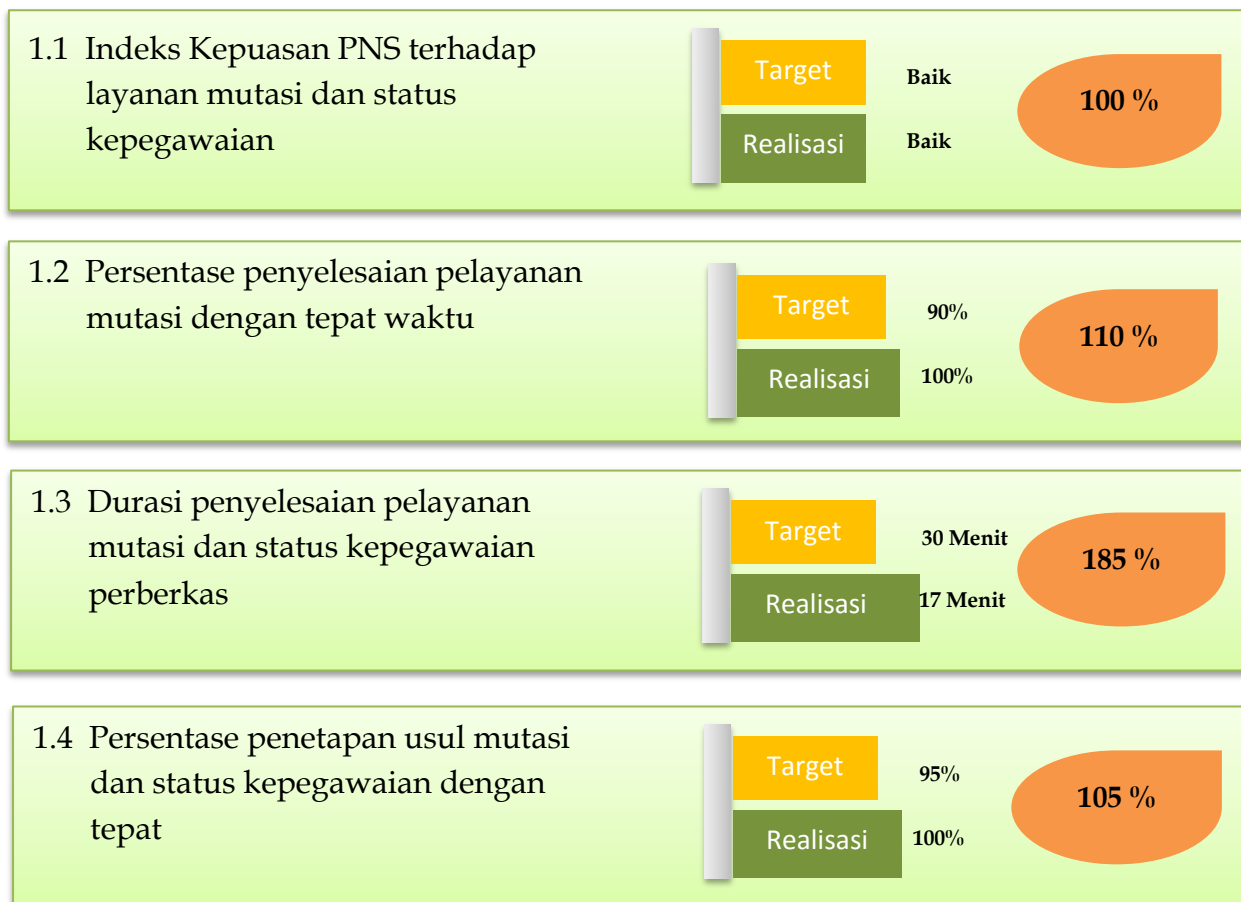 1.1 Indeks Kepuasan PNS terhadap
layanan mutasi dan status
kepegawaian
Target
Baik
Realisasi
Baik
100 %
1.2 Persentase penyelesaian pelayanan
mutasi dengan tepat waktu
Target
90%
Realisasi
100%
110 %
1.3 Durasi penyelesaian pelayanan
mutasi dan status kepegawaian
perberkas
Target
30 Menit
Realisasi
17 Menit
185 %
1.4 Persentase penetapan usul mutasi
dan status kepegawaian dengan
tepat
Target
95%
Realisasi
100%
105 %